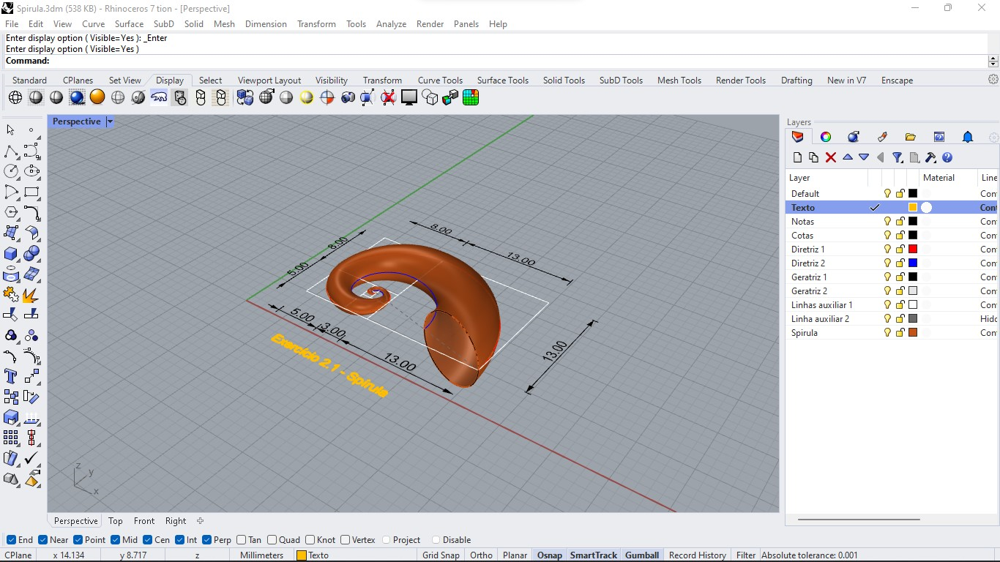 Spirula.3dm (538 KB) - Rhinoceros 7 tion - [Perspective]
File Edit View Curve Surface SubD Solid Mesh Dimension Transform Tools Analyze Render Panels Help
Enter display option ( Visible=Yes ): _Enter
Enter display option ( Visible=Yes )
Command:
Standard CPlanes Set View Display Select Viewport Layout Visibility Transform Curve Tools Surface Tools Solid Tools SubD Tools Mesh Tools Render Tools Drafting New in V7 Enscape
Perspective
8.00
13.00
8.00
5.00
5.00
3.00
13.00
13.00
Exercício 2.1 - Spirula
z
y
x
Layers
Layer Material Line
Default Con
Texto Cont
Notas Con
Cotas Con
Diretriz 1 Con
Diretriz 2 Con
Geratriz 1 Con
Geratriz 2 Con
Linhas auxiliar 1 Con
Linha auxiliar 2 Hidd
Spirula Con
Perspective Top Front Right
End Near Point Mid Cen Int Perp Tan Quad Knot Vertex Project Disable
CPlane x 14.134 y 8.717 z Millimeters Texto Grid Snap Ortho Planar Osnap SmartTrack Gumball Record History Filter Absolute tolerance: 0.001